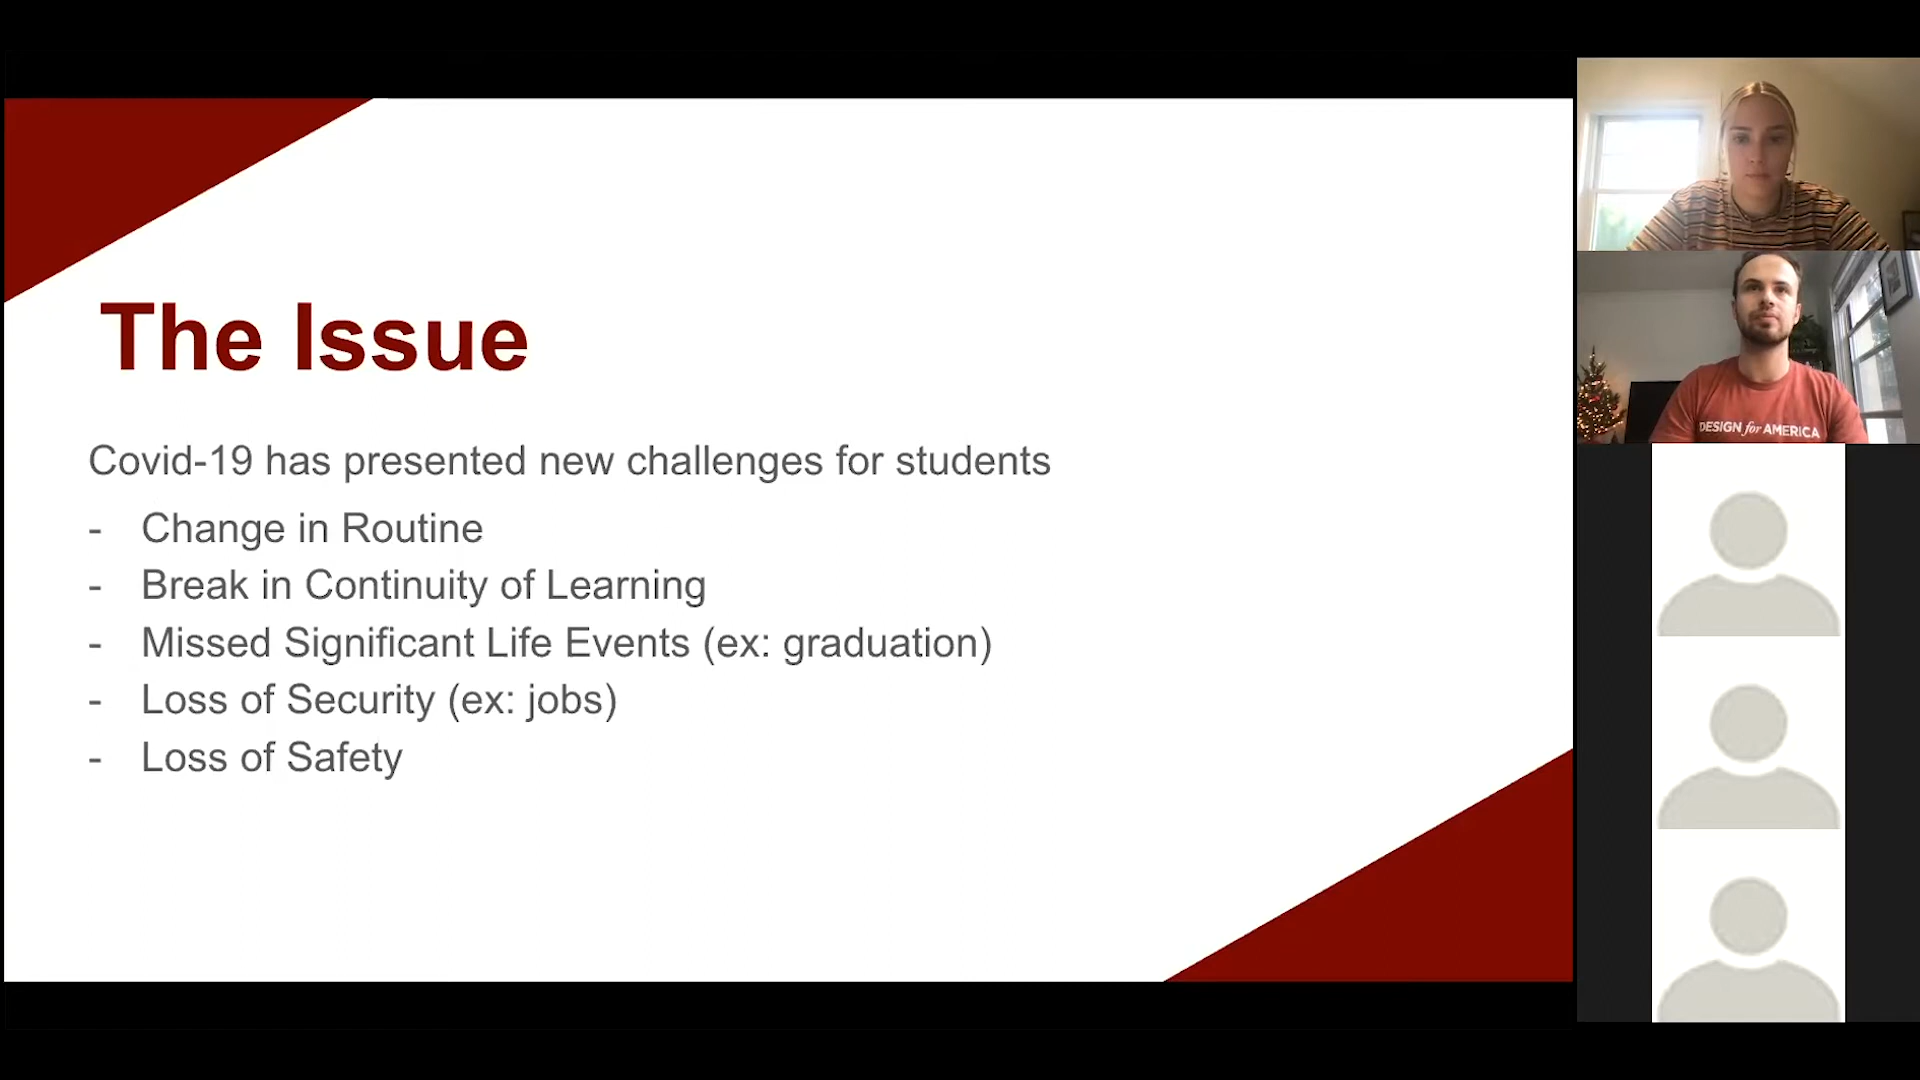 The Issue
Covid-19 has presented new challenges for students
- Change in Routine
- Break in Continuity of Learning
- Missed Significant Life Events (ex: graduation)
- Loss of Security (ex: jobs)
- Loss of Safety
DESIGN for AMERICA